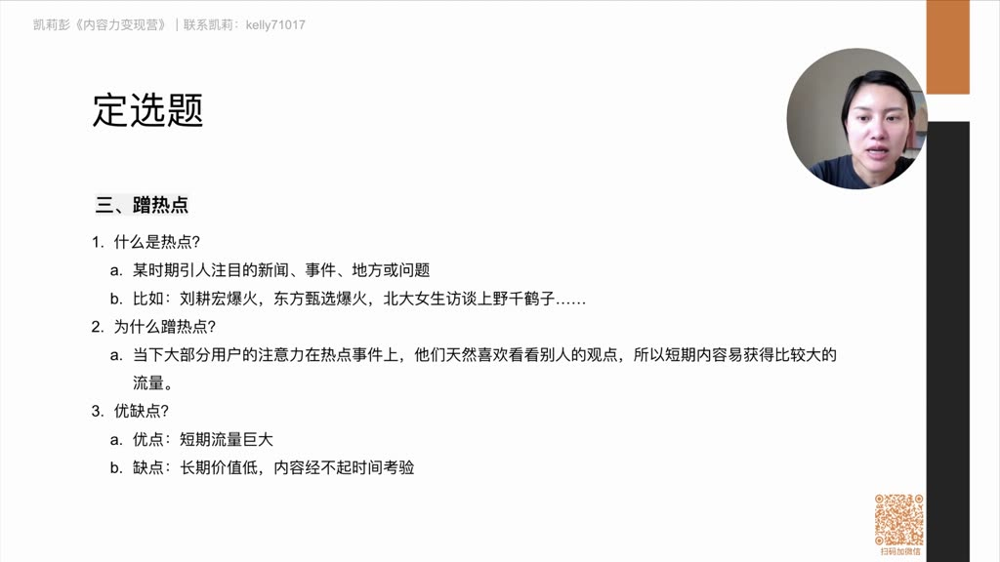 凯莉彭《内容力变现营》｜联系凯莉：kelly71017
定选题
三、蹭热点
1. 什么是热点?
a. 某时期引人注目的新闻、事件、地方或问题
b. 比如：刘耕宏爆火，东方甄选爆火，北大女生访谈上野千鹤子……
2. 为什么蹭热点?
a. 当下大部分用户的注意力在热点事件上，他们天然喜欢看看别人的观点，所以短期内容易获得比较大的
流量。
3. 优缺点?
a. 优点：短期流量巨大
b. 缺点：长期价值低，内容经不起时间考验
扫码加微信